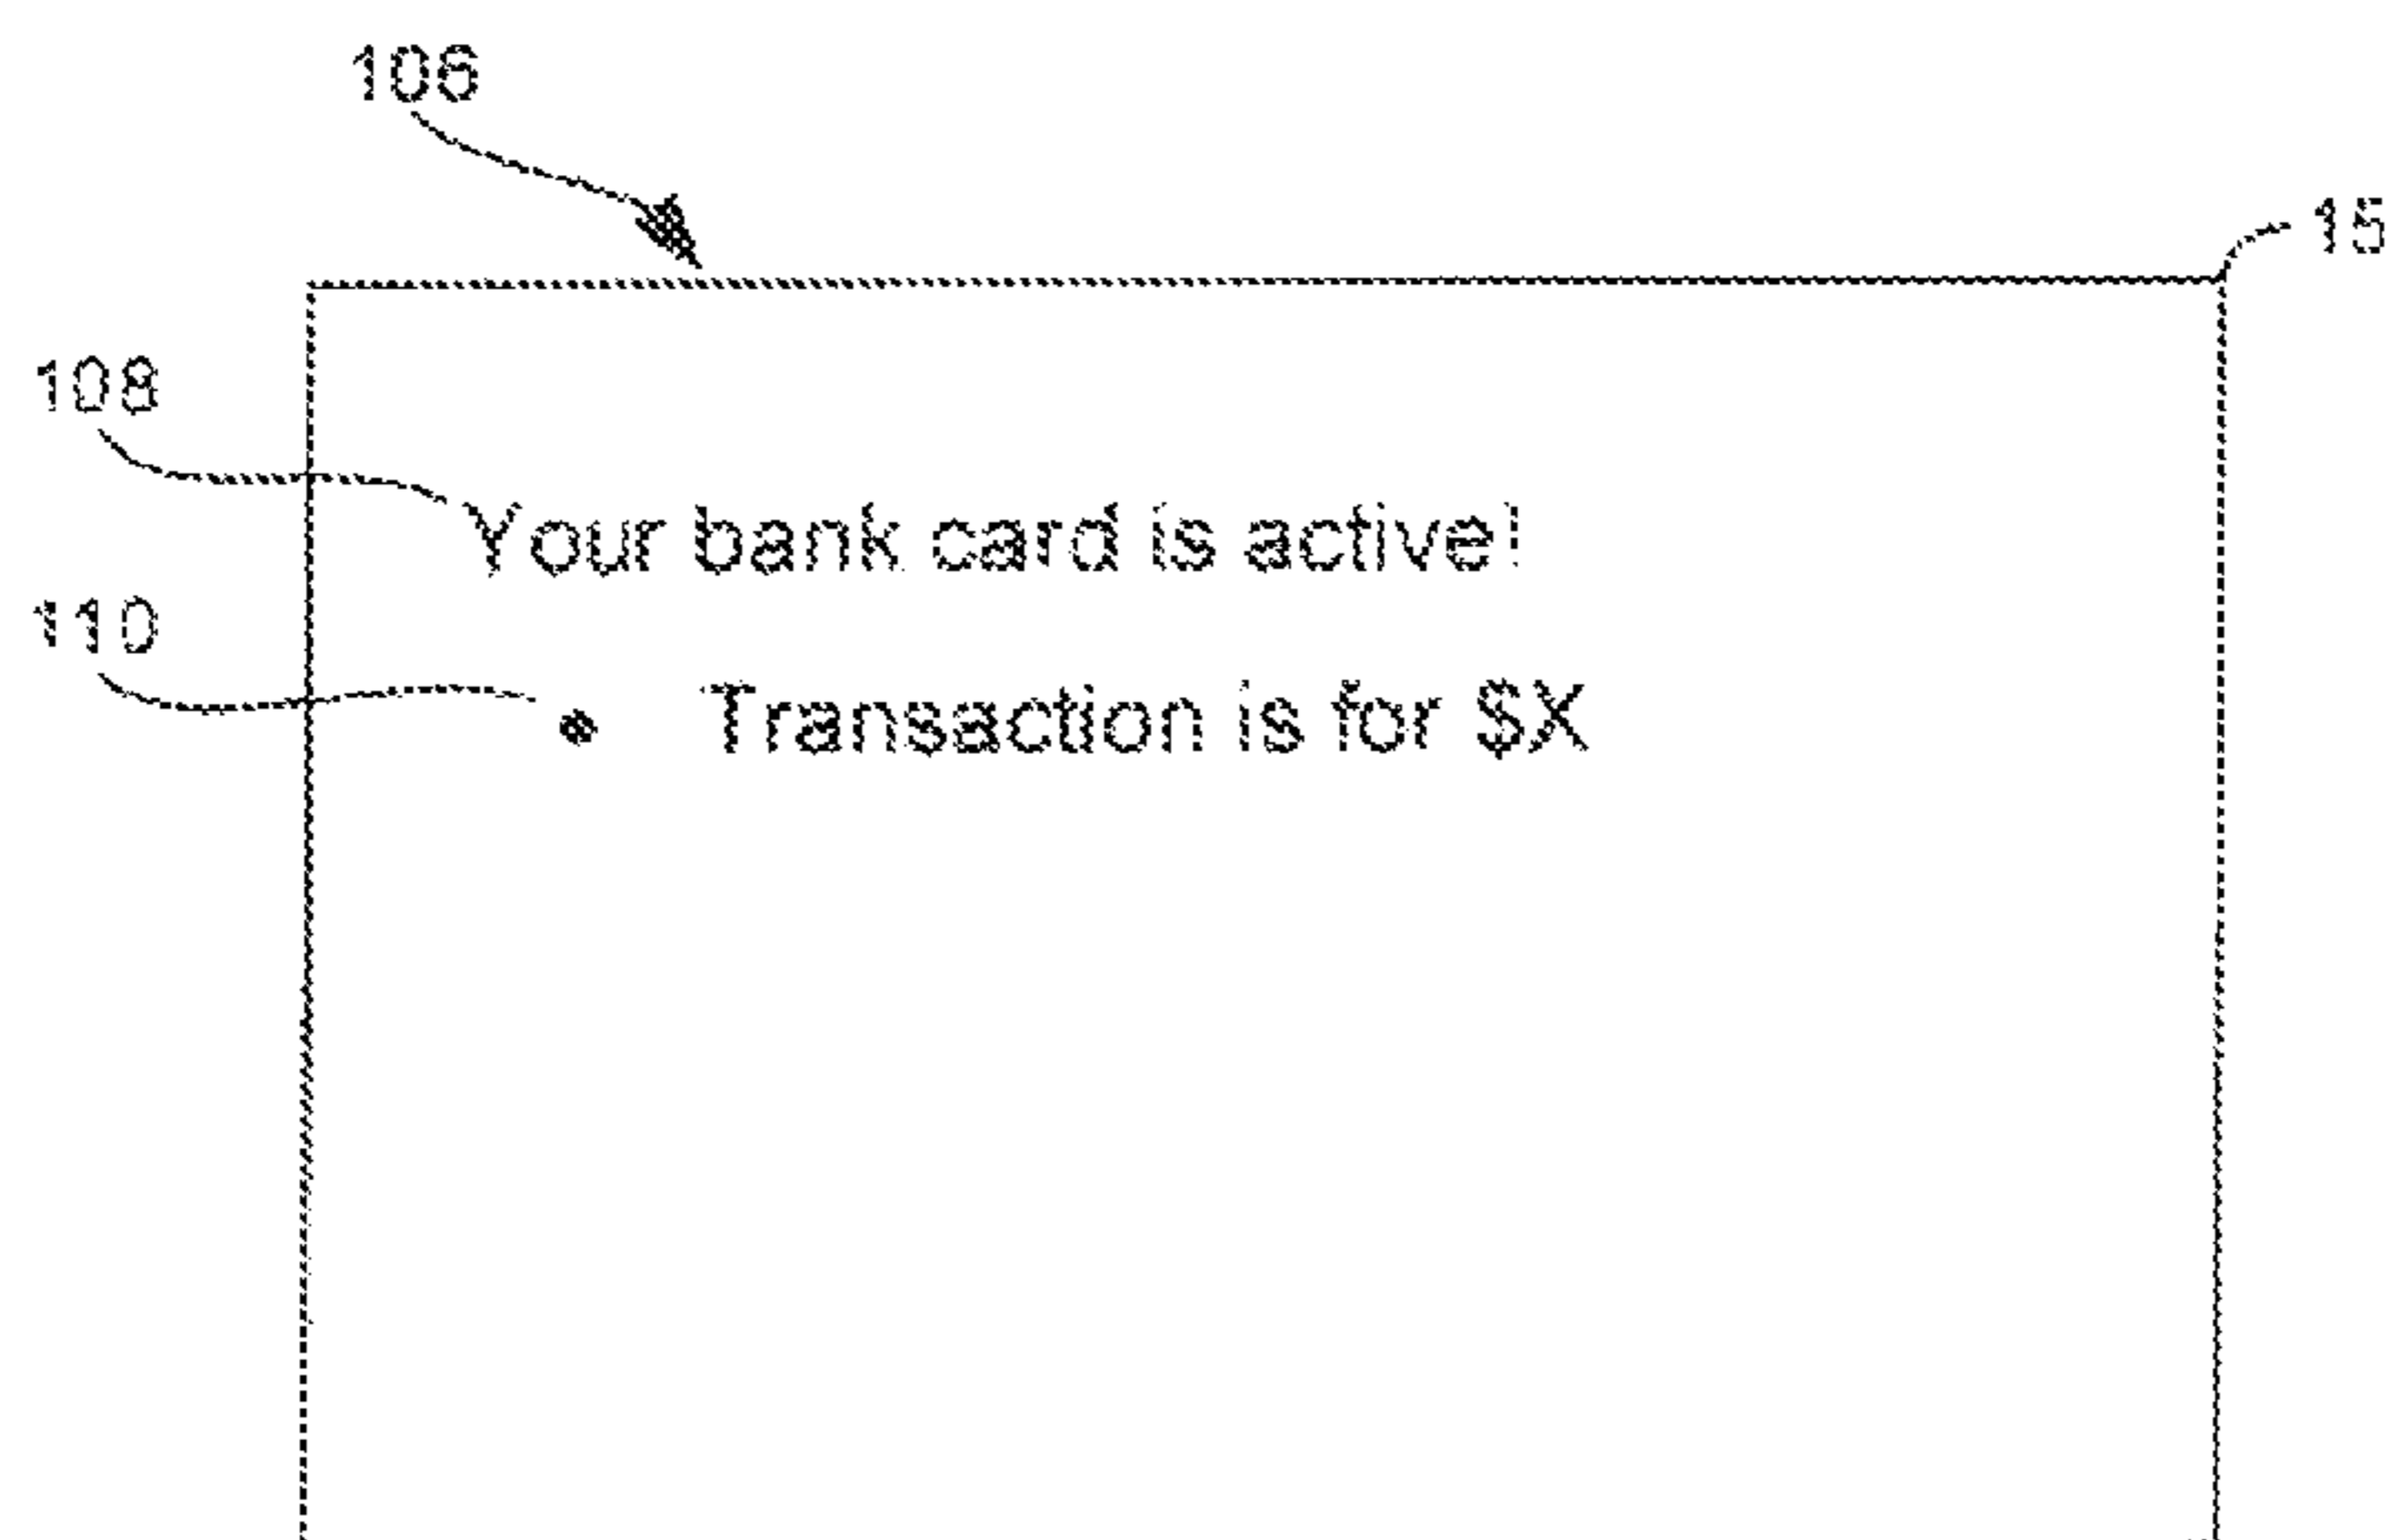 106
15
108
Your bank card is active!
110
• Transaction is for $X